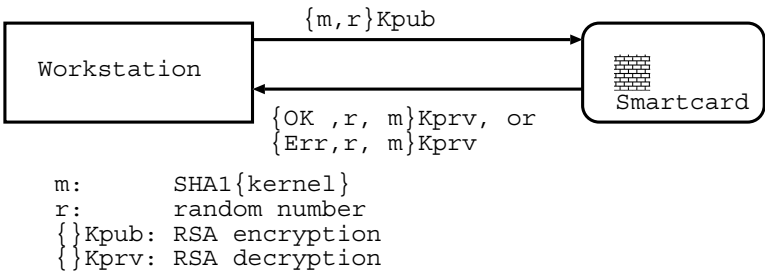 {m,r}Kpub
Workstation
Smartcard
{OK ,r, m}Kprv, or
{Err,r, m}Kprv
m: SHA1{kernel}
r: random number
{}Kpub: RSA encryption
{}Kprv: RSA decryption